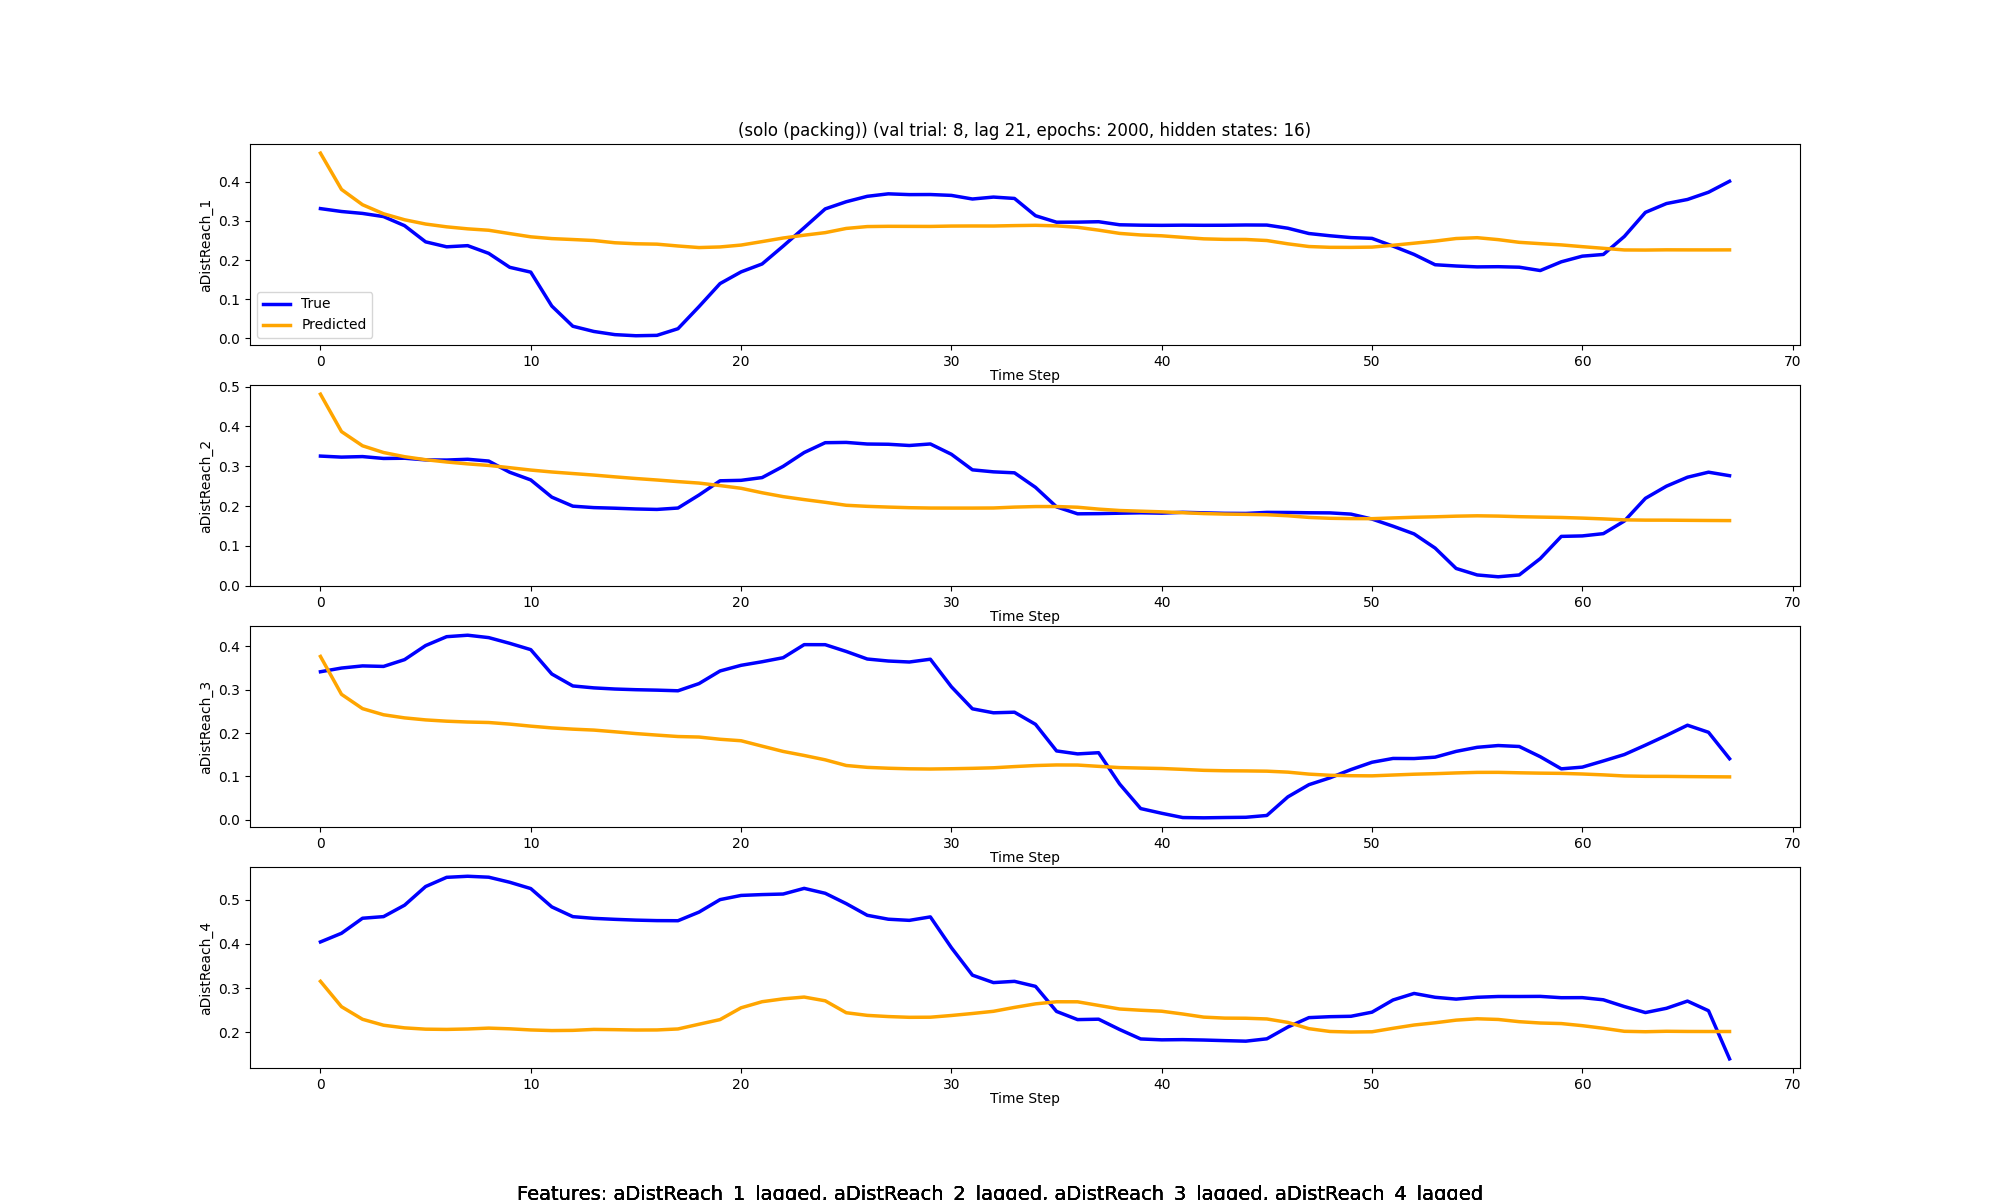 (solo (packing)) (val trial: 8, lag 21, epochs: 2000, hidden states: 16)
aDistReach_1
0.4
0.3
0.2
0.1
0.0
True
Predicted
0 10 20 30 40 50 60 70
Time Step
aDistReach_2
0.5
0.4
0.3
0.2
0.1
0.0
0 10 20 30 40 50 60 70
Time Step
aDistReach_3
0.4
0.3
0.2
0.1
0.0
0 10 20 30 40 50 60 70
Time Step
aDistReach_4
0.5
0.4
0.3
0.2
0 10 20 30 40 50 60 70
Time Step
Features: aDistReach_1_lagged, aDistReach_2_lagged, aDistReach_3_lagged, aDistReach_4_lagged